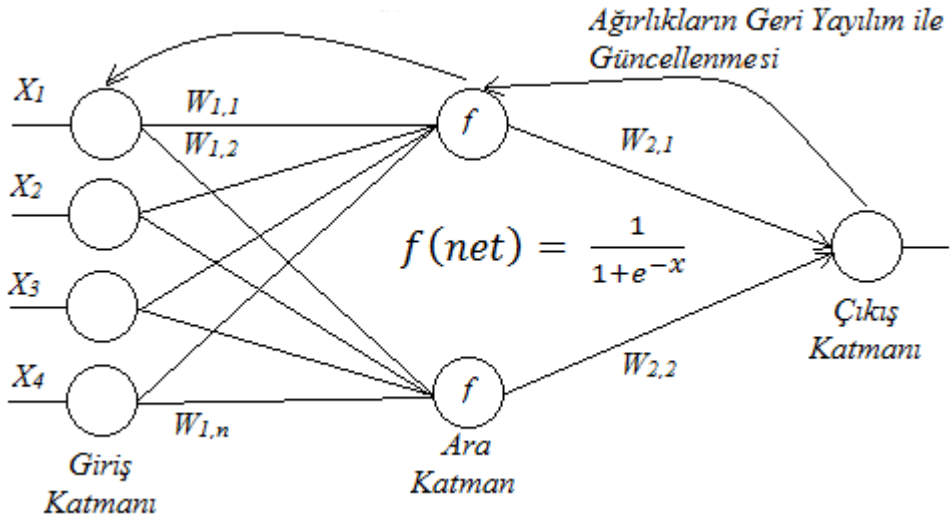 Ağırlıkların Geri Yayılım ile
Güncellenmesi
X1
W1,1
W1,2
f
W2,1
X2
f(net) = 1/(1+e^-x)
X3
Çıkış
Katmanı
X4
f
W2,2
W1,n
Giriş
Katmanı
Ara
Katman